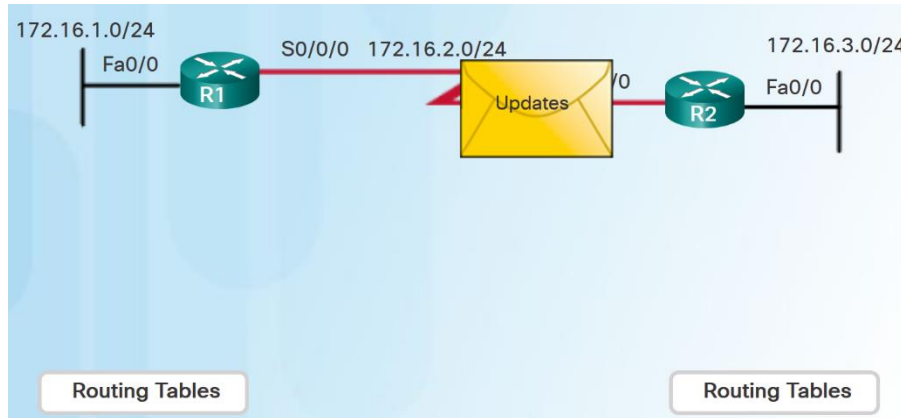 172.16.1.0/24
Fa0/0
R1
S0/0/0
172.16.2.0/24
Updates
/0
R2
172.16.3.0/24
Fa0/0
Routing Tables
Routing Tables